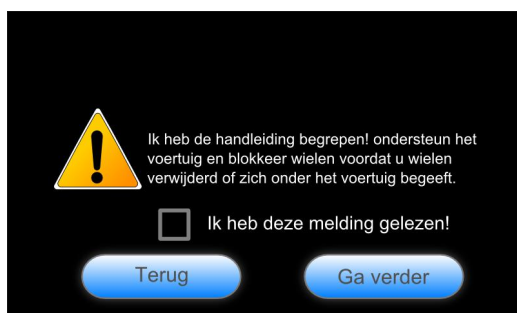 Ik heb de handleiding begrepen! ondersteun het
voertuig en blokkeer wielen voordat u wielen
verwijderd of zich onder het voertuig begeeft.
Ik heb deze melding gelezen!
Terug
Ga verder